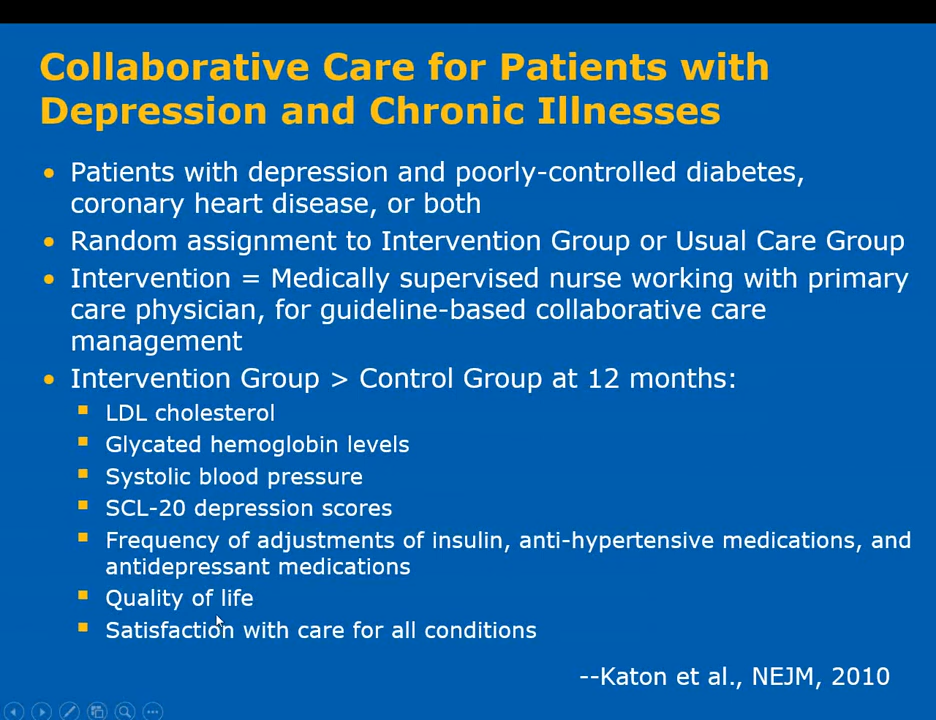 Collaborative Care for Patients with
Depression and Chronic Illnesses
• Patients with depression and poorly-controlled diabetes,
coronary heart disease, or both
• Random assignment to Intervention Group or Usual Care Group
• Intervention = Medically supervised nurse working with primary
care physician, for guideline-based collaborative care
management
• Intervention Group > Control Group at 12 months:
▪ LDL cholesterol
▪ Glycated hemoglobin levels
▪ Systolic blood pressure
▪ SCL-20 depression scores
▪ Frequency of adjustments of insulin, anti-hypertensive medications, and
antidepressant medications
▪ Quality of life
▪ Satisfaction with care for all conditions
--Katon et al., NEJM, 2010